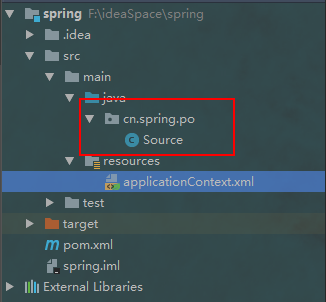 spring F:\ideaSpace\spring
.idea
src
main
java
cn.spring.po
C Source
resources
applicationContext.xml
test
target
m pom.xml
spring.iml
External Libraries